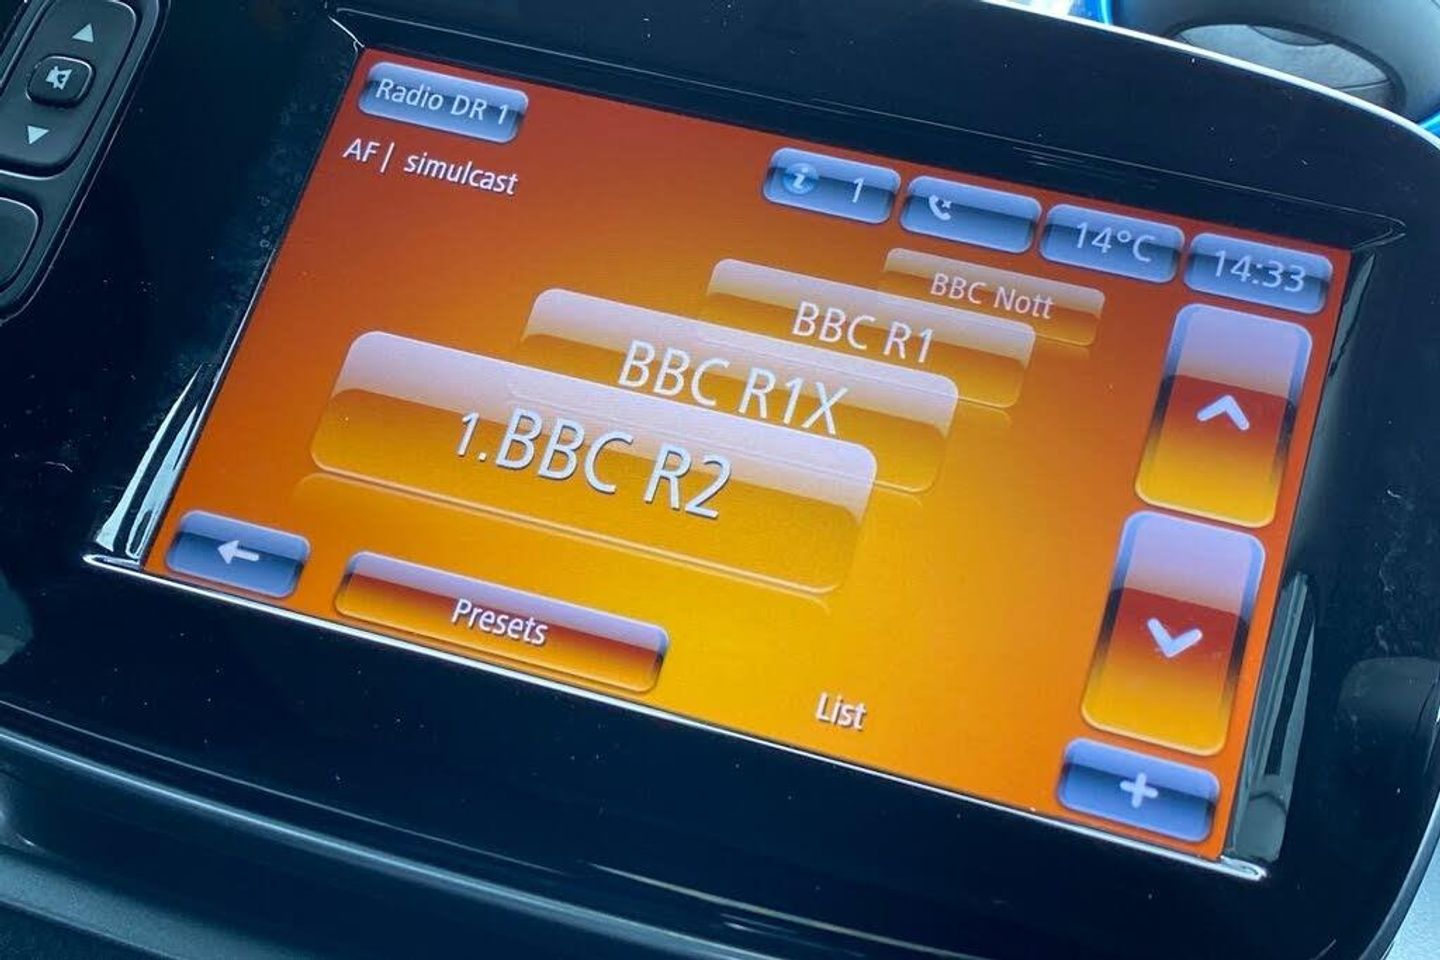 Radio DR 1
AF| simulcast
i 1
14°C
14:33
BBC Nott
BBC R1
BBC R1X
1.BBC R2
Presets
List